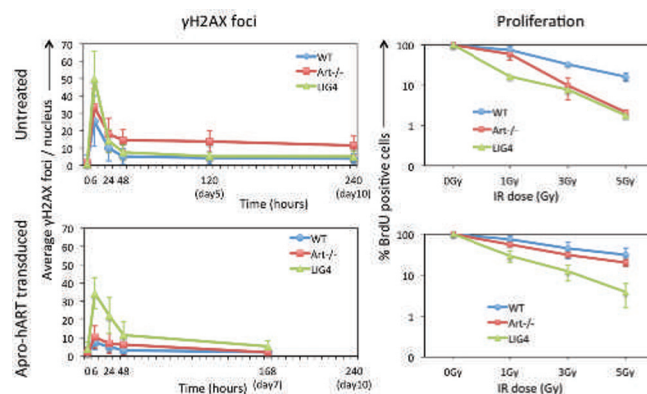 γH2AX foci
Proliferation
Untreated
Average γH2AX foci / nucleus
70
60
50
40
30
20
10
0
WT
Art-/-
LIG4
0 6 24 48 120 240
(day5) (day10)
Time (hours)
% BrdU positive cells
100
10
1
0
WT
Art-/-
LIG4
0Gy 1Gy 3Gy 5Gy
IR dose (Gy)
Apro-hART transduced
70
60
50
40
30
20
10
0
WT
Art-/-
LIG4
0 6 24 48 168 240
Time (hours) (day7) (day10)
100
10
1
0
WT
Art-/-
LIG4
0Gy 1Gy 3Gy 5Gy
IR dose (Gy)